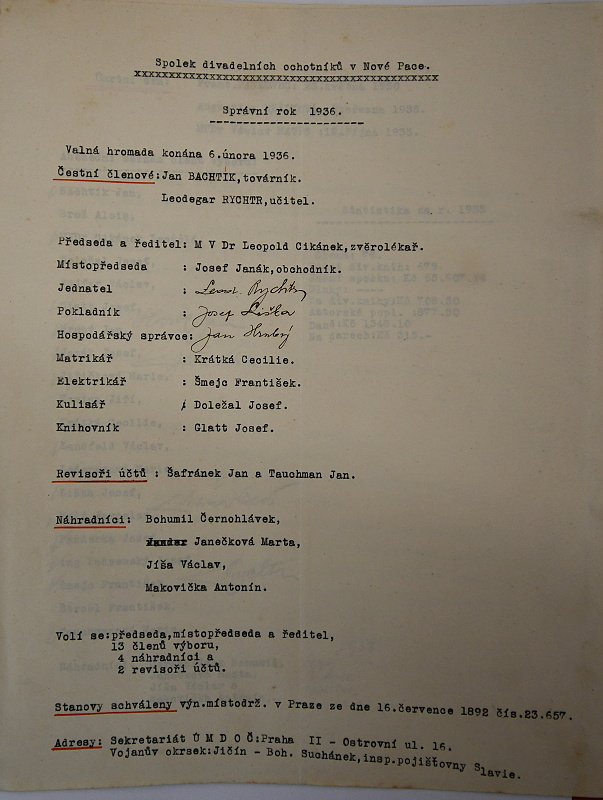 Spolek divadelních ochotníků v Nové Pace.
xxxxxxxxxxxxxxxxxxxxxxxxxxxxxxxxxxxxxxxxx
Správní rok 1936.
Valná hromada konána 6.února 1936.
Čestní členové:Jan BACHTÍK,továrník.
Leodegar RYCHTR,učitel.
Předseda a ředitel: M V Dr Leopold Cikánek,zvěrolékař.
Místopředseda : Josef Janák,obchodník.
Jednatel : Leod. Rychtr
Pokladník : Josef Liška
Hospodářský správce: Jan Hrubý
Matrikář : Krátká Cecilie.
Elektrikář : Šmejc František.
Kulisář : Doležal Josef.
Knihovník : Glatt Josef.
Revisoři účtů : Šafránek Jan a Tauchman Jan.
Náhradníci: Bohumil Černohlávek,
Janečková Marta,
Jíša Václav,
Makovička Antonín.
Volí se:předseda,místopředseda a ředitel,
13 členů výboru,
4 náhradníci a
2 revisoři účtů.
Stanovy schváleny výn.místodrž. v Praze ze dne 16.července 1892 čís.23.657.
Adresy: Sekretariát Ú M D O Č:Praha II - Ostrovní ul. 16.
Vojanův okrsek:Jičín - Boh. Suchánek,insp.pojišťovny Slavie.